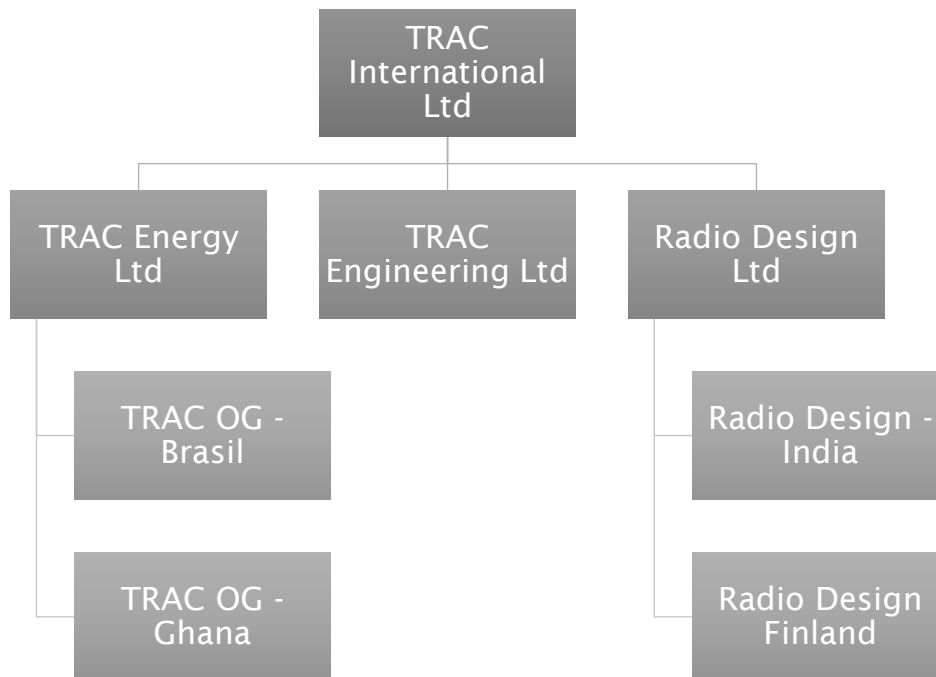 TRAC
International
Ltd
TRAC Energy
Ltd
TRAC
Engineering Ltd
Radio Design
Ltd
TRAC OG -
Brasil
Radio Design -
India
TRAC OG -
Ghana
Radio Design
Finland